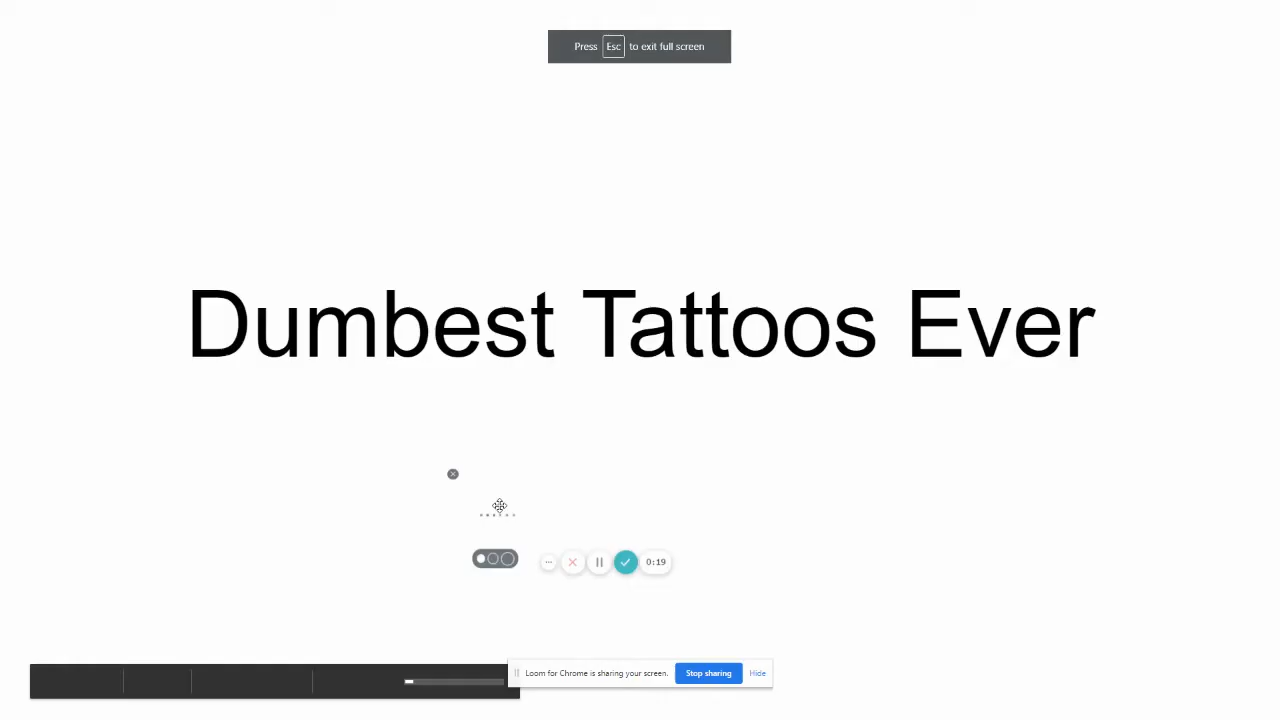 Press Esc to exit full screen
Dumbest Tattoos Ever
0:19
Loom for Chrome is sharing your screen. Stop sharing Hide